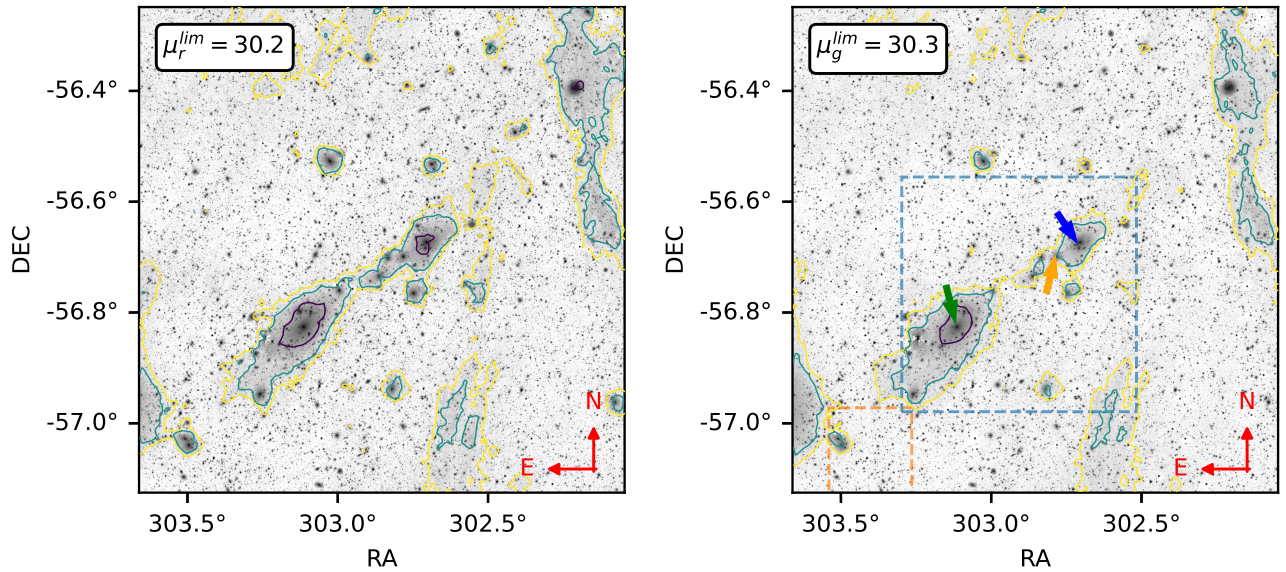 μ_r^lim = 30.2
-56.4°
-56.6°
-56.8°
-57.0°
DEC
N
E
303.5° 303.0° 302.5°
RA
μ_g^lim = 30.3
-56.4°
-56.6°
-56.8°
-57.0°
DEC
N
E
303.5° 303.0° 302.5°
RA